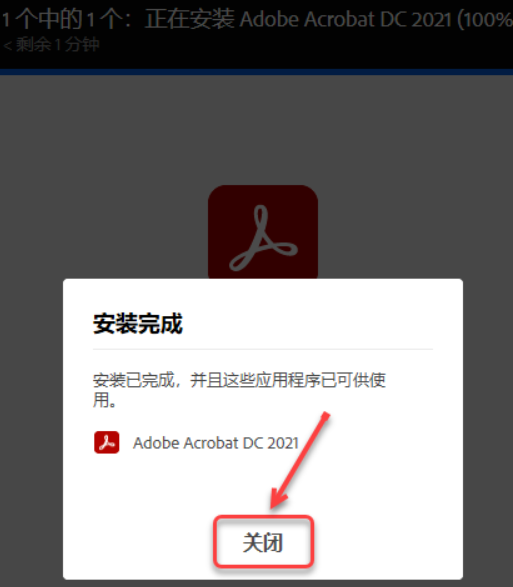 1 个中的 1 个：正在安装 Adobe Acrobat DC 2021 (100%
< 剩余 1 分钟
安装完成
安装已完成，并且这些应用程序已可供使
用。
Adobe Acrobat DC 2021
关闭